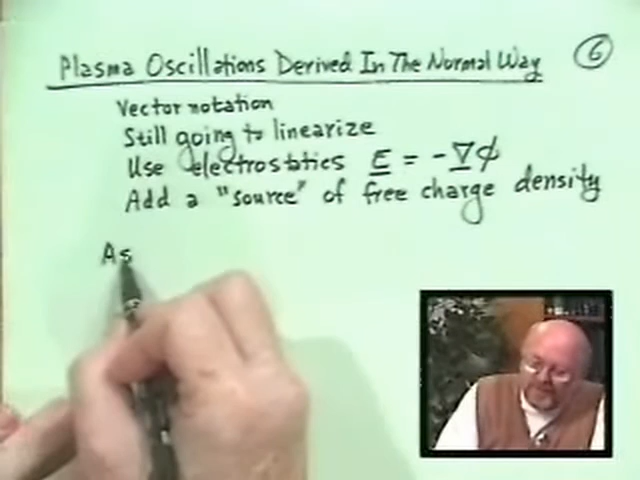 Plasma Oscillations Derived In The Normal Way 6
Vector notation
Still going to linearize
Use electrostatics E = -∇φ
Add a "source" of free charge density
As